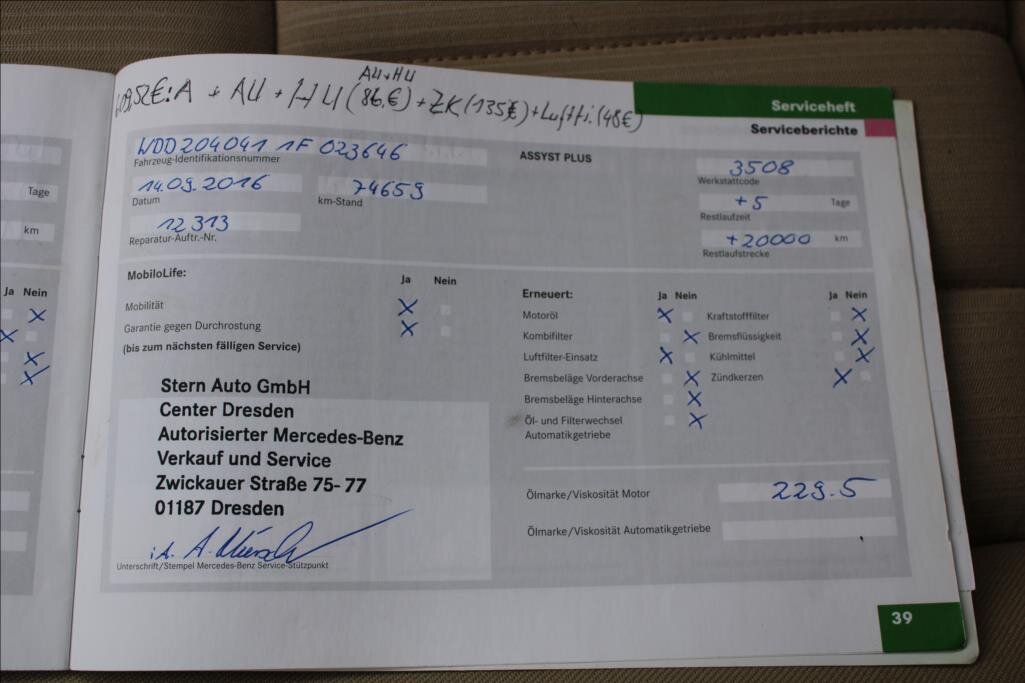 AU+HU
A + AU + HU (86,€) + ZK (135€) + Luftfi. (48€)
Serviceheft
Serviceberichte
WDD204041 1F 023646
Fahrzeug-Identifikationsnummer
14.09.2016 74659
Datum km-Stand
12313
Reparatur-Auftr.-Nr.
ASSYST PLUS
3508
Werkstattcode
+5 Tage
Restlaufzeit
+20000 km
Restlaufstrecke
Tage
km
Ja Nein
X
X
X
X
MobiloLife:
Ja Nein
Mobilität X
Garantie gegen Durchrostung X
(bis zum nächsten fälligen Service)
Stern Auto GmbH
Center Dresden
Autorisierter Mercedes-Benz
Verkauf und Service
Zwickauer Straße 75-77
01187 Dresden
i.A. A.
Unterschrift/Stempel Mercedes-Benz Service-Stützpunkt
Erneuert: Ja Nein Ja Nein
Motoröl X Kraftstofffilter X
Kombifilter X Bremsflüssigkeit X
Luftfilter-Einsatz X Kühlmittel X
Bremsbeläge Vorderachse X Zündkerzen X
Bremsbeläge Hinterachse X
Öl- und Filterwechsel X
Automatikgetriebe
Ölmarke/Viskosität Motor 229.5
Ölmarke/Viskosität Automatikgetriebe
39